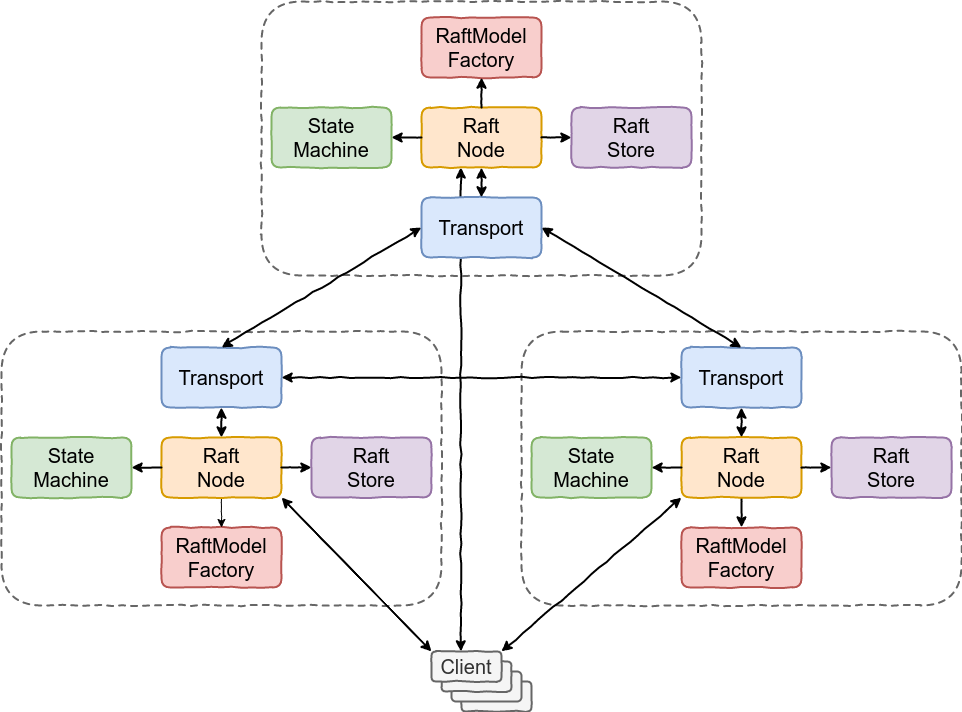 RaftModel
Factory
State
Machine
Raft
Node
Raft
Store
Transport
Transport
Transport
State
Machine
Raft
Node
Raft
Store
State
Machine
Raft
Node
Raft
Store
RaftModel
Factory
RaftModel
Factory
Client